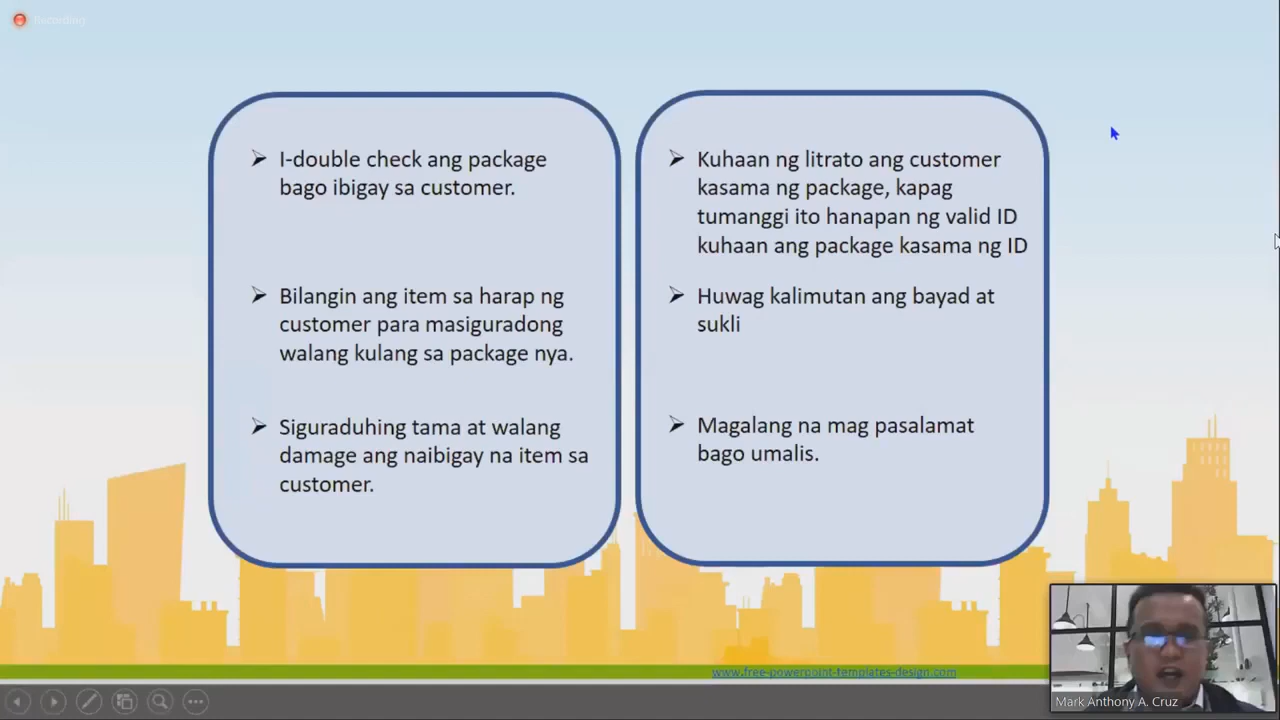 Recording
I-double check ang package
bago ibigay sa customer.
Bilangin ang item sa harap ng
customer para masiguradong
walang kulang sa package nya.
Siguraduhing tama at walang
damage ang naibigay na item sa
customer.
Kuhaan ng litrato ang customer
kasama ng package, kapag
tumanggi ito hanapan ng valid ID
kuhaan ang package kasama ng ID
Huwag kalimutan ang bayad at
sukli
Magalang na mag pasalamat
bago umalis.
www.free-powerpoint-templates-design.com
Mark Anthony A. Cruz